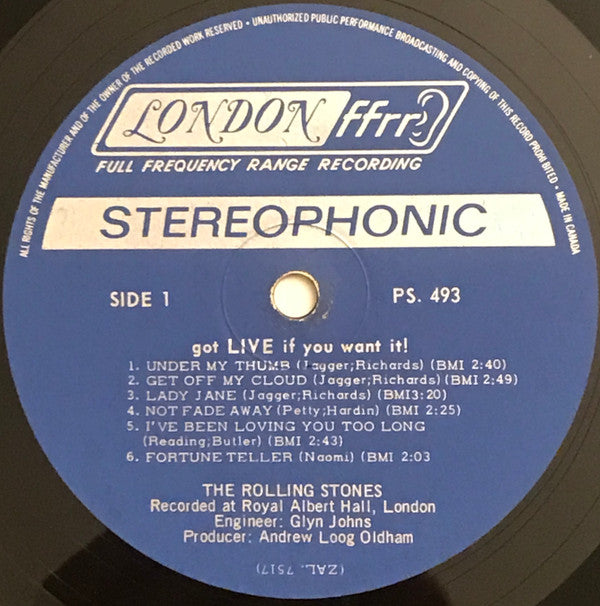 ALL RIGHTS OF THE MANUFACTURER AND OF THE OWNER OF THE RECORDED WORK RESERVED • UNAUTHORIZED PUBLIC PERFORMANCE BROADCASTING AND COPYING OF THIS RECORD PROHIBITED • MADE IN CANADA
LONDON ffrr
FULL FREQUENCY RANGE RECORDING
STEREOPHONIC
SIDE 1 PS. 493
got LIVE if you want it!
1. UNDER MY THUMB (Jagger;Richards) (BMI 2:40)
2. GET OFF MY CLOUD (Jagger;Richards) (BMI 2:49)
3. LADY JANE (Jagger;Richards) (BMI3:20)
4. NOT FADE AWAY (Petty;Hardin) (BMI 2:25)
5. I'VE BEEN LOVING YOU TOO LONG
(Reading;Butler) (BMI 2:43)
6. FORTUNE TELLER (Naomi) (BMI 2:03
THE ROLLING STONES
Recorded at Royal Albert Hall, London
Engineer: Glyn Johns
Producer: Andrew Loog Oldham
(ZAL. 7517)